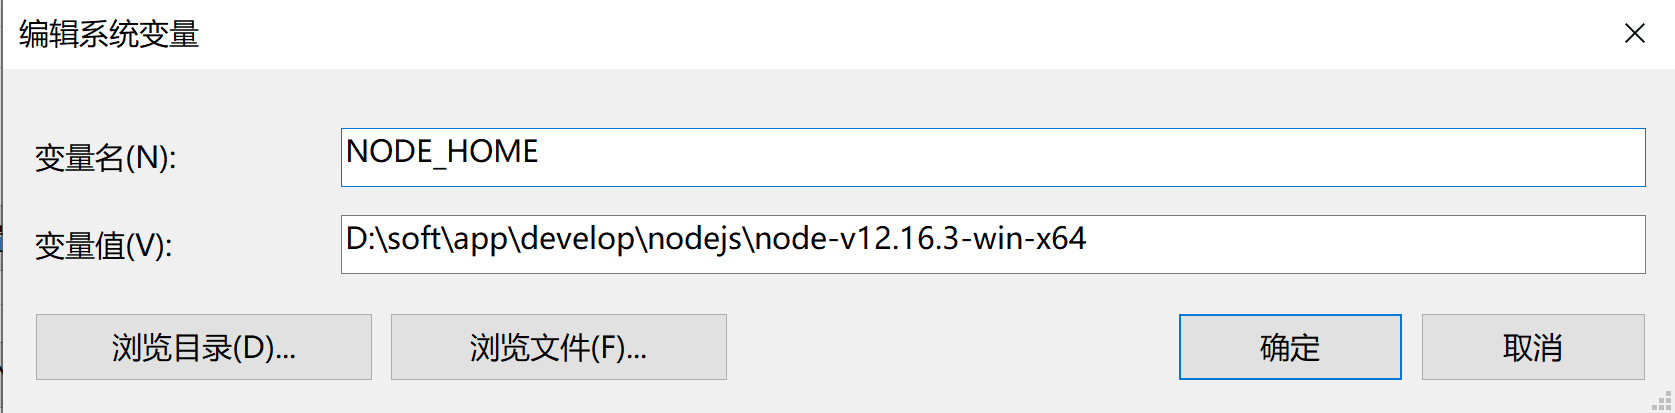 编辑系统变量
变量名(N):
NODE_HOME
变量值(V):
D:\soft\app\develop\nodejs\node-v12.16.3-win-x64
浏览目录(D)...
浏览文件(F)...
确定
取消